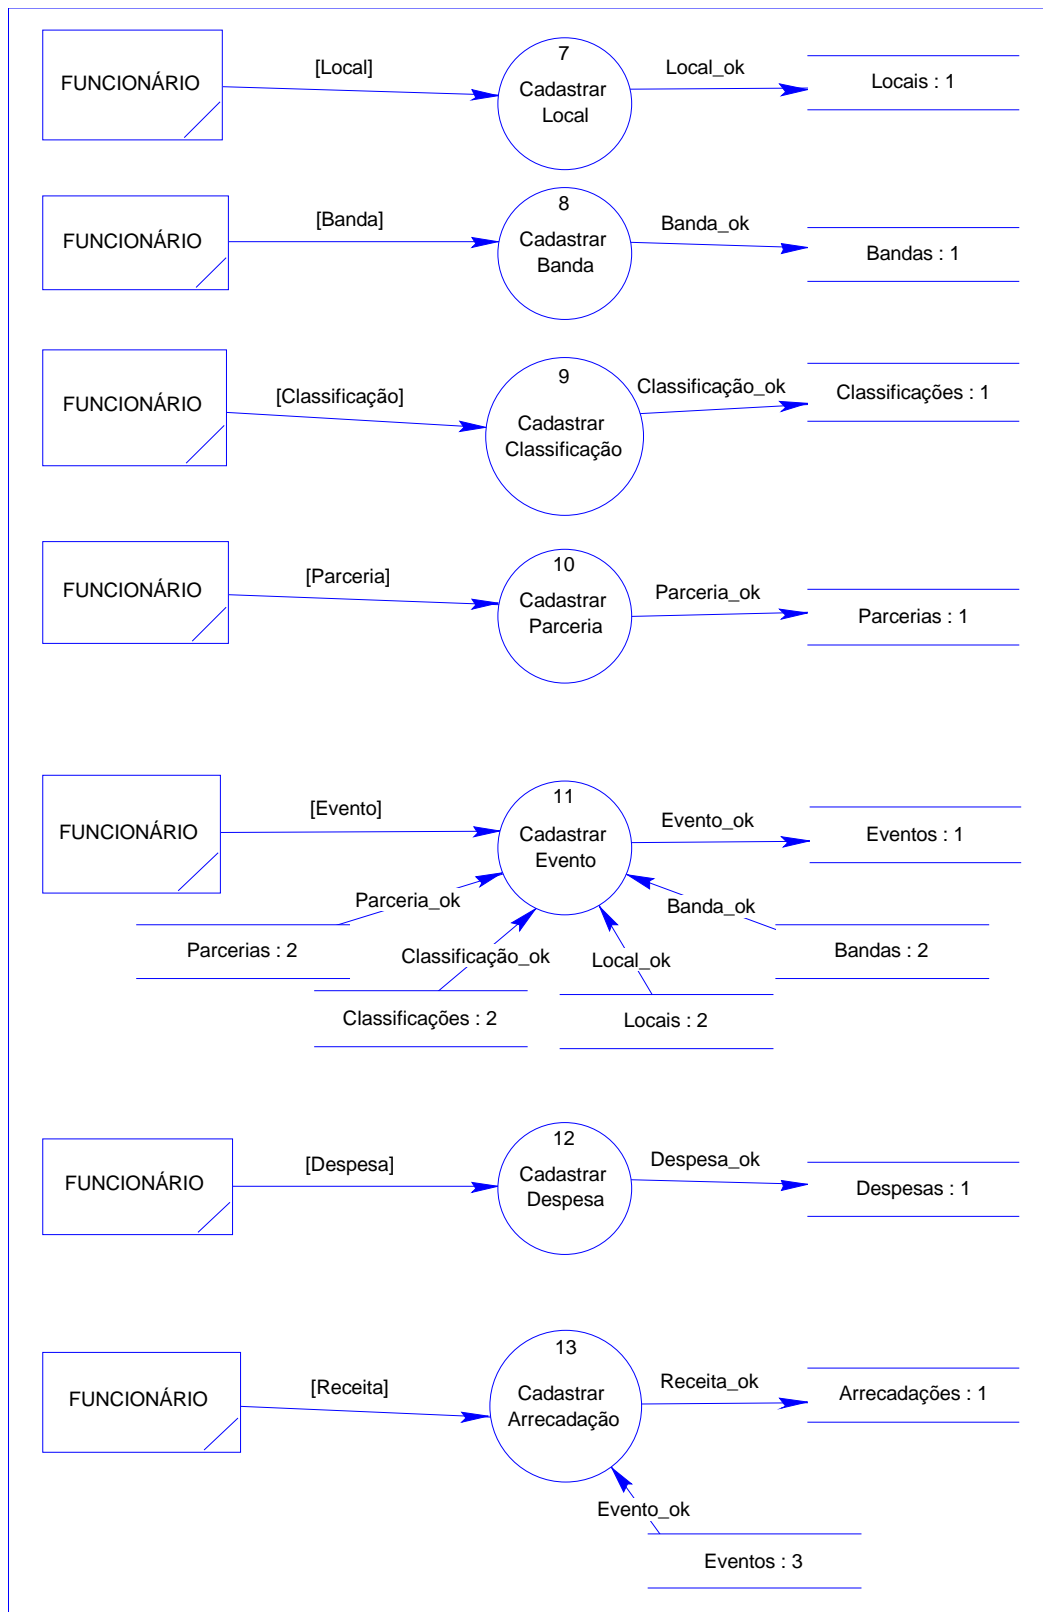 FUNCIONÁRIO
[Local]
7
Cadastrar
Local
Local_ok
Locais : 1
FUNCIONÁRIO
[Banda]
8
Cadastrar
Banda
Banda_ok
Bandas : 1
FUNCIONÁRIO
[Classificação]
9
Cadastrar
Classificação
Classificação_ok
Classificações : 1
FUNCIONÁRIO
[Parceria]
10
Cadastrar
Parceria
Parceria_ok
Parcerias : 1
FUNCIONÁRIO
[Evento]
11
Cadastrar
Evento
Evento_ok
Eventos : 1
Parceria_ok
Banda_ok
Parcerias : 2
Classificação_ok
Local_ok
Bandas : 2
Classificações : 2
Locais : 2
FUNCIONÁRIO
[Despesa]
12
Cadastrar
Despesa
Despesa_ok
Despesas : 1
FUNCIONÁRIO
[Receita]
13
Cadastrar
Arrecadação
Receita_ok
Arrecadações : 1
Evento_ok
Eventos : 3